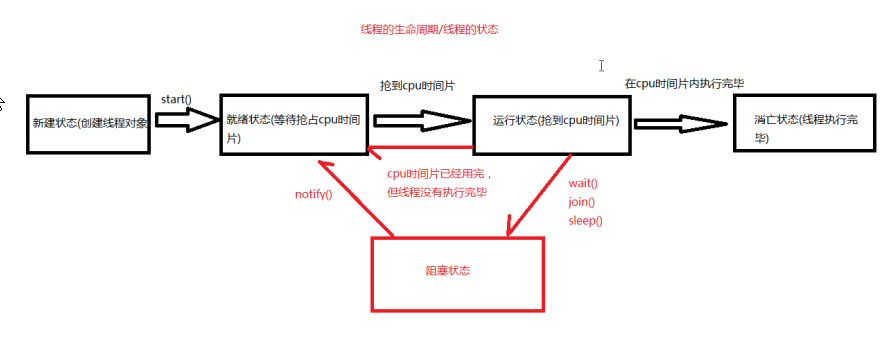 线程的生命周期/线程的状态
新建状态(创建线程对象
start()
就绪状态(等待抢占cpu时间
片)
抢到cpu时间片
运行状态(抢到cpu时间片)
在cpu时间片内执行完毕
消亡状态(线程执行完
毕)
cpu时间片已经用完，
但线程没有执行完毕
notify()
wait()
join()
sleep()
阻塞状态